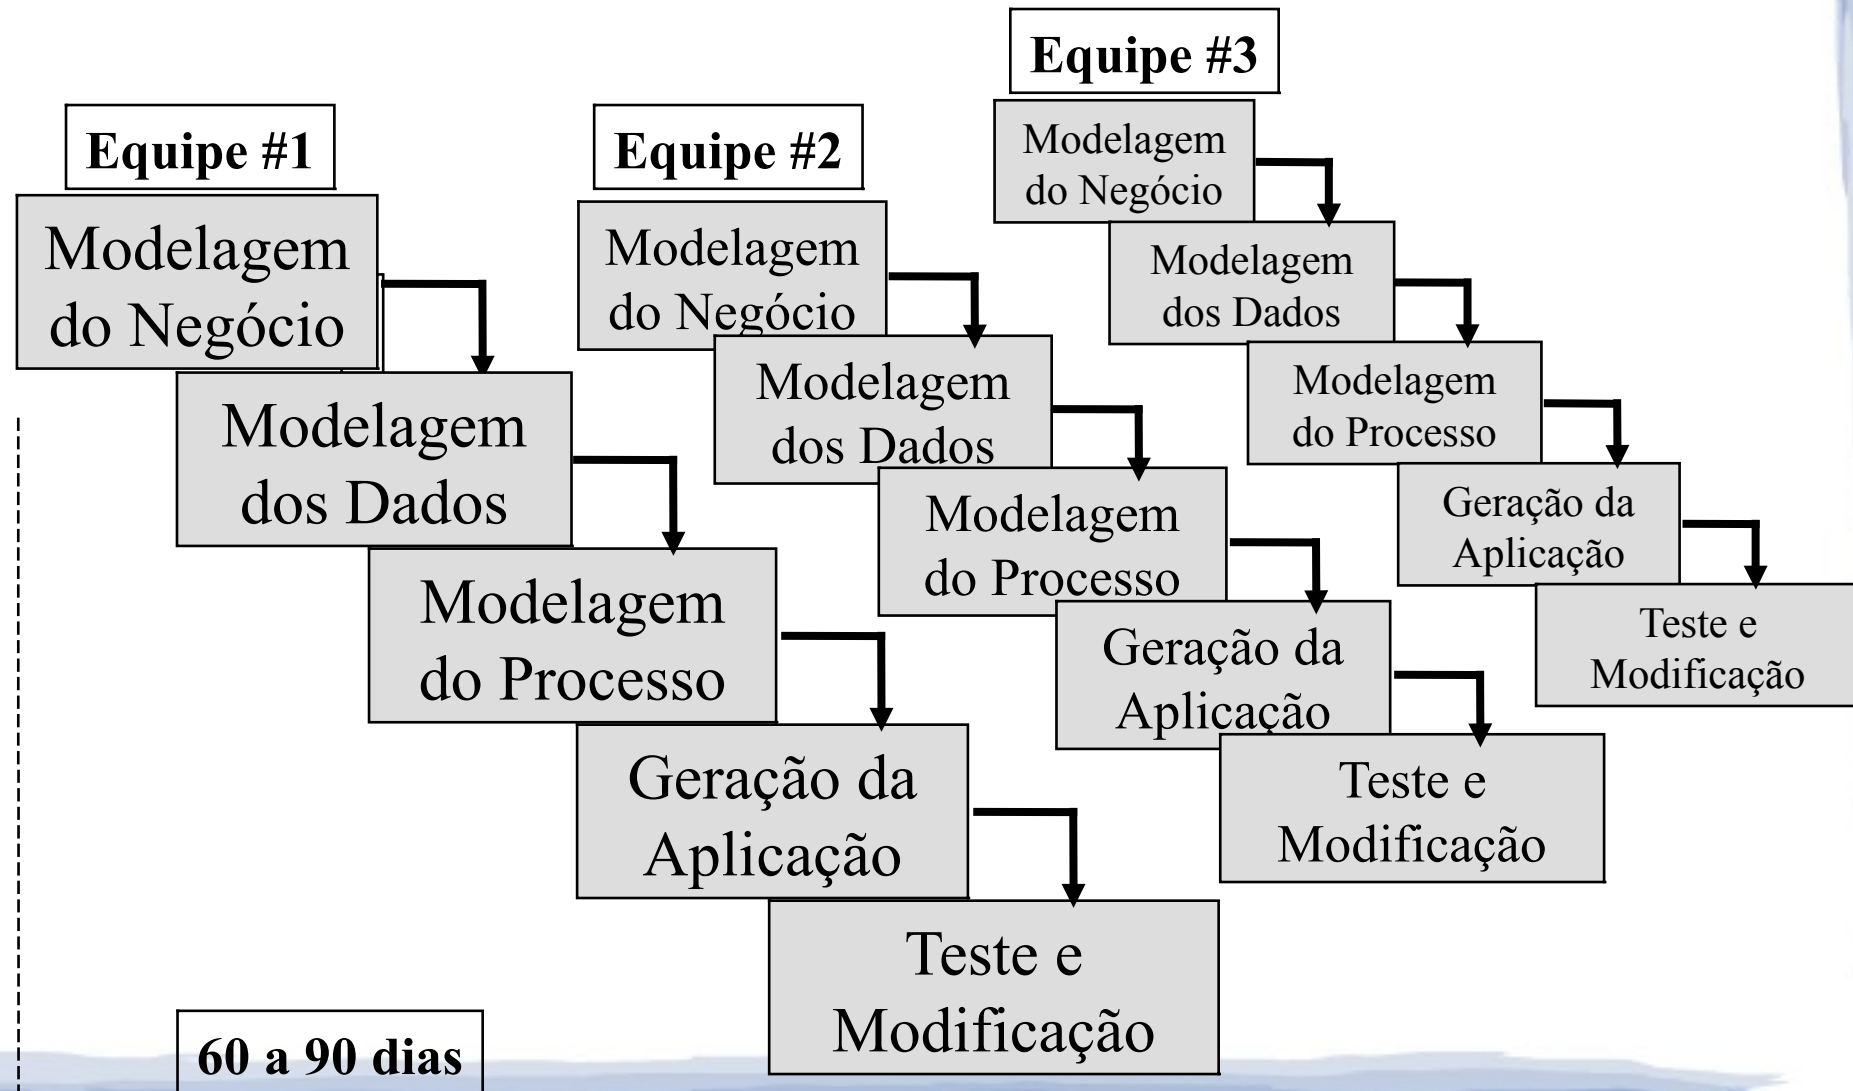 Equipe #1
Modelagem
do Negócio
Modelagem
dos Dados
Modelagem
do Processo
Geração da
Aplicação
Teste e
Modificação
Equipe #2
Modelagem
do Negócio
Modelagem
dos Dados
Modelagem
do Processo
Geração da
Aplicação
Teste e
Modificação
Equipe #3
Modelagem
do Negócio
Modelagem
dos Dados
Modelagem
do Processo
Geração da
Aplicação
Teste e
Modificação
60 a 90 dias